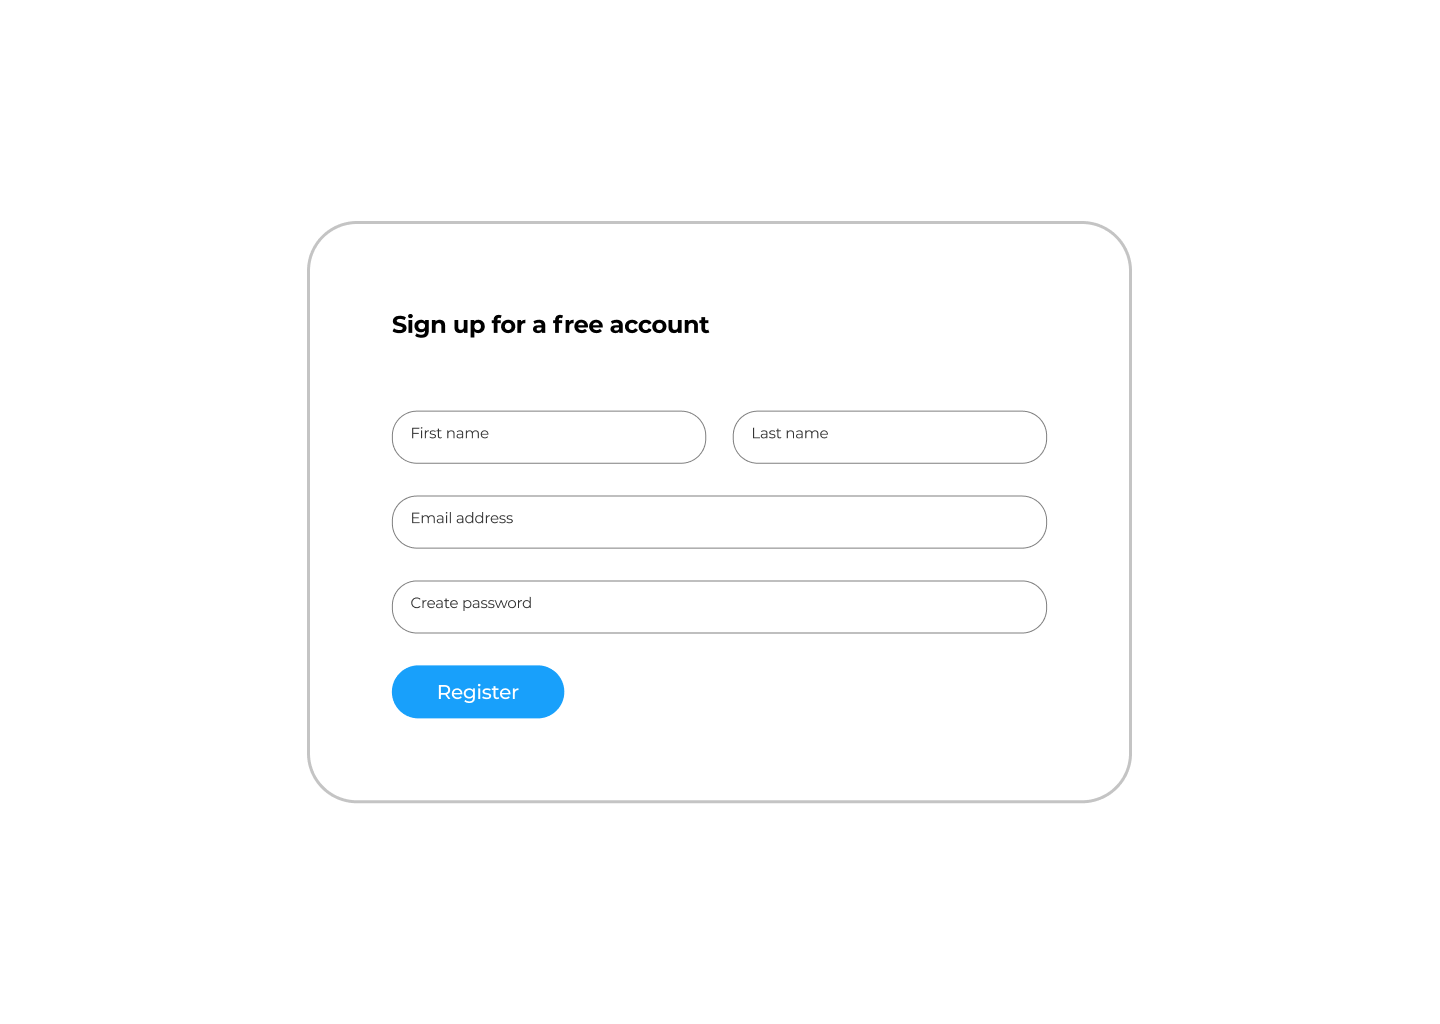 Sign up for a free account
First name
Last name
Email address
Create password
Register